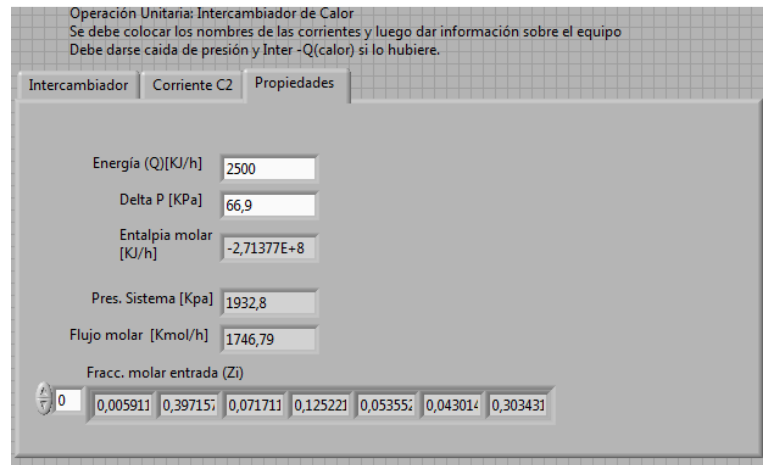 Operación Unitaria: Intercambiador de Calor
Se debe colocar los nombres de las corrientes y luego dar información sobre el equipo
Debe darse caida de presión y Inter -Q(calor) si lo hubiere.
Intercambiador Corriente C2 Propiedades
Energía (Q)[KJ/h] 2500
Delta P [KPa] 66,9
Entalpia molar
[KJ/h] -2,71377E+8
Pres. Sistema [Kpa] 1932,8
Flujo molar [Kmol/h] 1746,79
Fracc. molar entrada (Zi)
0 0,005911 0,397157 0,071711 0,125221 0,053552 0,043014 0,303431